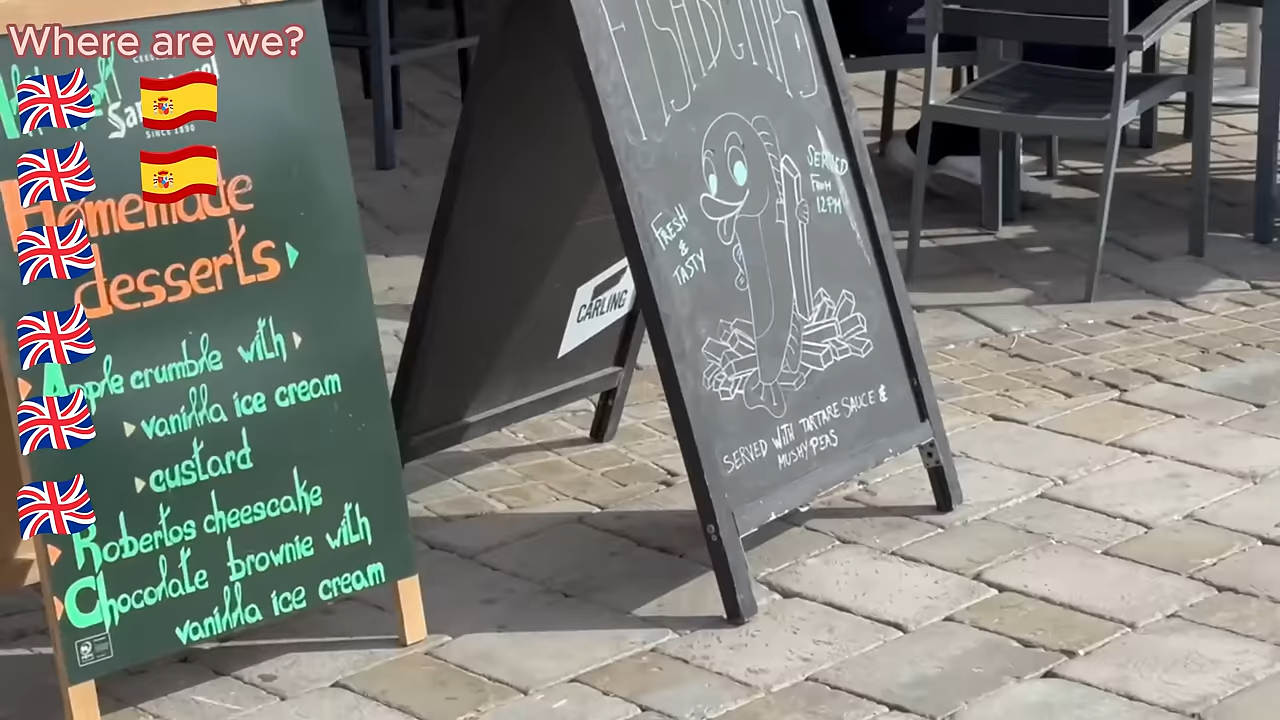 Where are we?
SINCE 1890
Homemade
desserts
Apple crumble with
vanilla ice cream
custard
Robertos cheesecake
Chocolate brownie with
vanilla ice cream
CARLING
FISH&CHIPS
SERVED
FROM
12PM
FRESH
&
TASTY
SERVED WITH TARTARE SAUCE &
MUSHY PEAS